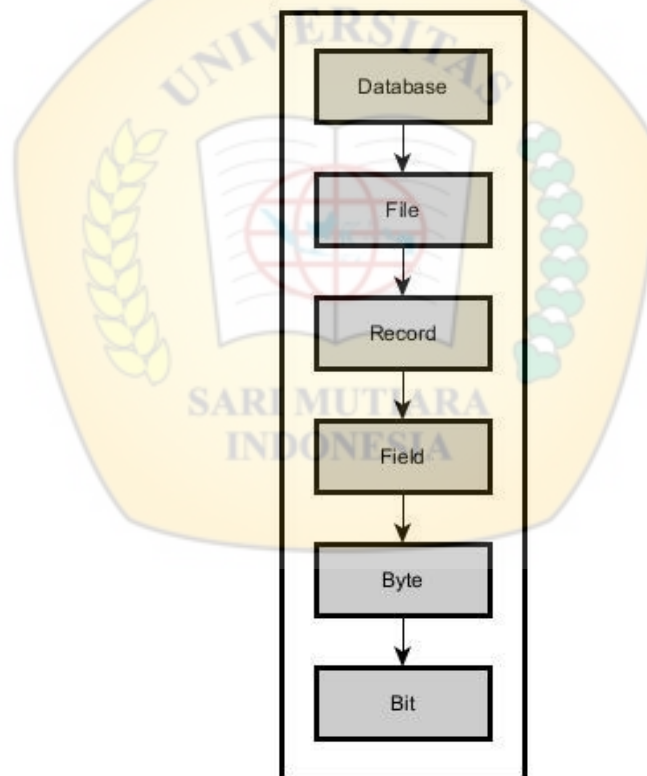 UNIVERSITAS
Database
File
Record
SARI MUTIARA
INDONESIA
Field
Byte
Bit